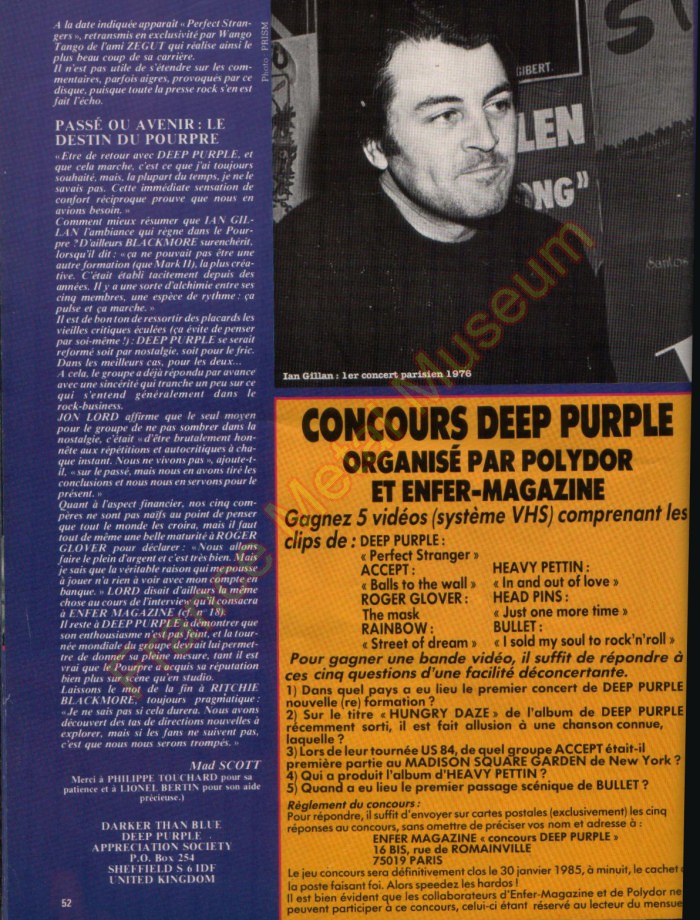 A la date indiquée apparaît « Perfect Stran-
gers », retransmis en exclusivité par Wango
Tango de l'ami ZEGUT qui réalise ainsi le
plus beau coup de sa carrière.
Il n'est pas utile de s'étendre sur les com-
mentaires, parfois aigres, provoqués par ce
disque, puisque toute la presse rock s'en est
fait l'écho.
PASSÉ OU AVENIR : LE
DESTIN DU POURPRE
« Etre de retour avec DEEP PURPLE, et
que cela marche, c'est ce que j'ai toujours
souhaité, mais, la plupart du temps, je ne le
savais pas. Cette immédiate sensation de
confort réciproque prouve que nous en
avions besoin. »
Comment mieux résumer que IAN GIL-
LAN l'ambiance qui règne dans le Pour-
pre ? D'ailleurs BLACKMORE surenchérit,
lorsqu'il dit : « ça ne pouvait pas être une
autre formation (que Mark II), la plus créa-
tive. C'était établi tacitement depuis des
années. Il y a une sorte d'alchimie entre ses
cinq membres, une espèce de rythme : ça
pulse et ça marche. »
Il est de bon ton de ressortir des placards les
vieilles critiques éculées (ça évite de penser
par soi-même !) : DEEP PURPLE se serait
reformé soit par nostalgie, soit pour le fric.
Dans les meilleurs cas, pour les deux...
A cela, le groupe a déjà répondu par avance
avec une sincérité qui tranche un peu sur ce
qui s'entend généralement dans le
rock-business.
JON LORD affirme que le seul moyen
pour le groupe de ne pas sombrer dans la
nostalgie, c'était « d'être brutalement hon-
nête aux répétitions et autocritiques à cha-
que instant. Nous ne vivons pas », ajoute-t-
il, « sur le passé, mais nous en avons tiré les
conclusions et nous nous en servons pour le
présent. »
Quant à l'aspect financier, nos cinq com-
pères ne sont pas naïfs au point de penser
que tout le monde les croira, mais il faut
tout de même une belle maturité à ROGER
GLOVER pour déclarer : « Nous allons
faire le plein d'argent et c'est très bien. Mais
je sais que la véritable raison qui me pousse
à jouer n'a rien à voir avec mon compte en
banque. » LORD disait d'ailleurs la même
chose au cours de l'interview qu'il consacra
à ENFER MAGAZINE (cf. n° 18).
Il reste à DEEP PURPLE à démontrer que
son enthousiasme n'est pas feint, et la tour-
née mondiale du groupe devrait lui permet-
tre de donner sa pleine mesure, tant il est
vrai que le Pourpre a acquis sa réputation
bien plus sur scène qu'en studio.
Laissons le mot de la fin à RITCHIE
BLACKMORE, toujours pragmatique :
« Je ne sais pas si cela durera. Nous avons
découvert des tas de directions nouvelles à
explorer, mais si les fans ne suivent pas,
c'est que nous nous serons trompés. »
Mad SCOTT
Merci à PHILIPPE TOUCHARD pour sa
patience et à LIONEL BERTIN pour son aide
précieuse.)
DARKER THAN BLUE
DEEP PURPLE
APPRECIATION SOCIETY
P.O. Box 254
SHEFFIELD S 6 IDF
UNITED KINGDOM
52
Photo : PRISM
GIBERT.
LEN
ONG"
Santos
Ian Gillan : 1er concert parisien 1976
CONCOURS DEEP PURPLE
ORGANISÉ PAR POLYDOR
ET ENFER-MAGAZINE
Gagnez 5 vidéos (système VHS) comprenant les
clips de : DEEP PURPLE :
« Perfect Stranger »
ACCEPT :
« Balls to the wall »
ROGER GLOVER :
The mask
RAINBOW :
« Street of dream »
HEAVY PETTIN :
« In and out of love »
HEAD PINS :
« Just one more time »
BULLET :
« I sold my soul to rock'n'roll »
Pour gagner une bande vidéo, il suffit de répondre à
ces cinq questions d'une facilité déconcertante.
1) Dans quel pays a eu lieu le premier concert de DEEP PURPLE
nouvelle (re) formation ?
2) Sur le titre « HUNGRY DAZE » de l'album de DEEP PURPLE
récemment sorti, il est fait allusion à une chanson connue,
laquelle ?
3) Lors de leur tournée US 84, de quel groupe ACCEPT était-il
première partie au MADISON SQUARE GARDEN de New York ?
4) Qui a produit l'album d'HEAVY PETTIN ?
5) Quand a eu lieu le premier passage scénique de BULLET ?
Réglement du concours :
Pour répondre, il suffit d'envoyer sur cartes postales (exclusivement) les cinq
réponses au concours, sans omettre de préciser vos nom et adresse à :
ENFER MAGAZINE « concours DEEP PURPLE »
16 BIS, rue de ROMAINVILLE
75019 PARIS
Le jeu concours sera définitivement clos le 30 janvier 1985, à minuit, le cachet
la poste faisant foi. Alors speedez les hardos !
Il est bien évident que les collaborateurs d'Enfer-Magazine et de Polydor ne
peuvent participer à ce concours, celui-ci étant réservé au lecteur du mensue
Metal Museum